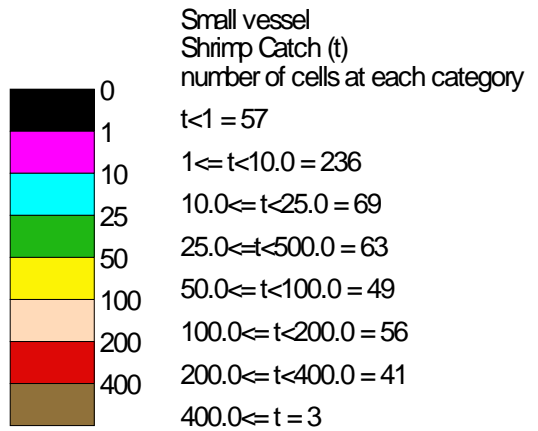 Small vessel
Shrimp Catch (t)
number of cells at each category
0
t<1 = 57
1
1<= t<10.0 = 236
10
10.0<= t<25.0 = 69
25
25.0<=t<500.0 = 63
50
50.0<= t<100.0 = 49
100
100.0<= t<200.0 = 56
200
200.0<= t<400.0 = 41
400
400.0<= t = 3